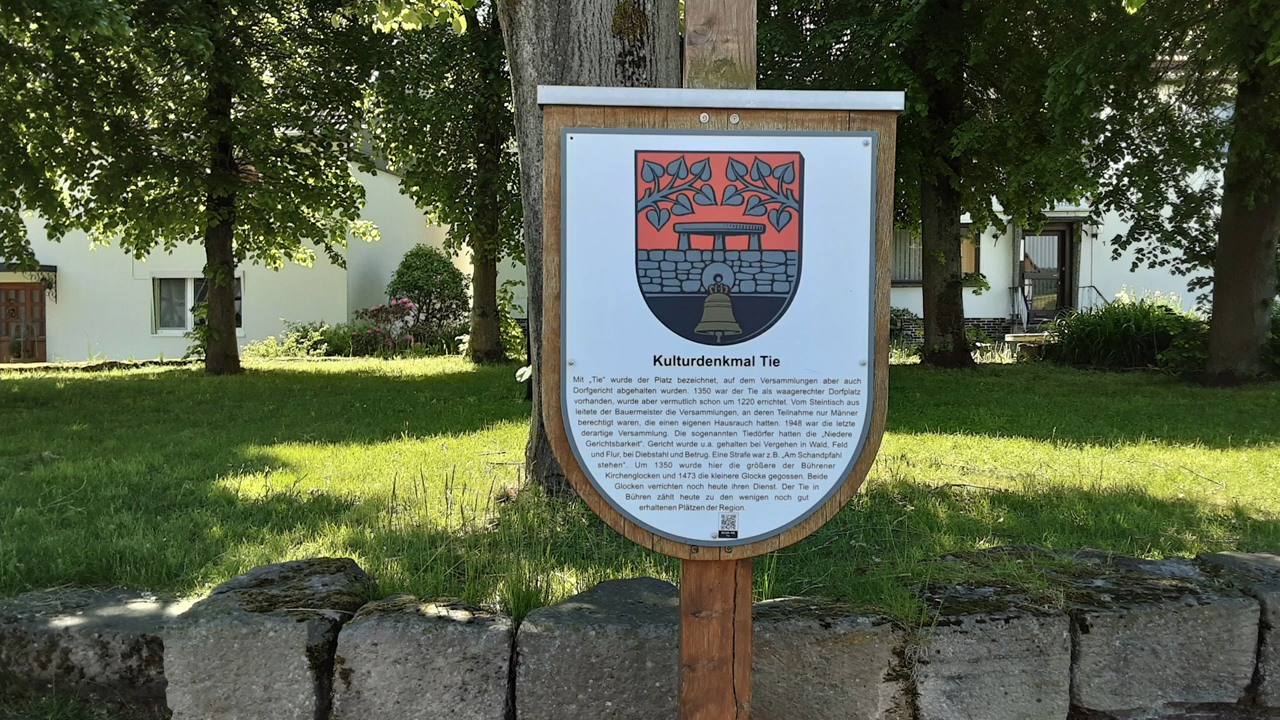 Kulturdenkmal Tie
Mit „Tie" wurde der Platz bezeichnet, auf dem Versammlungen aber auch
Dorfgericht abgehalten wurden. 1350 war der Tie als waagerechter Dorfplatz
vorhanden, wurde aber vermutlich schon um 1220 errichtet. Vom Steintisch aus
leitete der Bauermeister die Versammlungen, an deren Teilnahme nur Männer
berechtigt waren, die einen eigenen Hausrauch hatten. 1948 war die letzte
derartige Versammlung. Die sogenannten Tiedörfer hatten die „Niedere
Gerichtsbarkeit". Gericht wurde u.a. gehalten bei Vergehen in Wald, Feld
und Flur, bei Diebstahl und Betrug. Eine Strafe war z.B. „Am Schandpfahl
stehen". Um 1350 wurde hier die größere der Bührener
Kirchenglocken und 1473 die kleinere Glocke gegossen. Beide
Glocken verrichten noch heute ihren Dienst. Der Tie in
Bühren zählt heute zu den wenigen noch gut
erhaltenen Plätzen der Region.